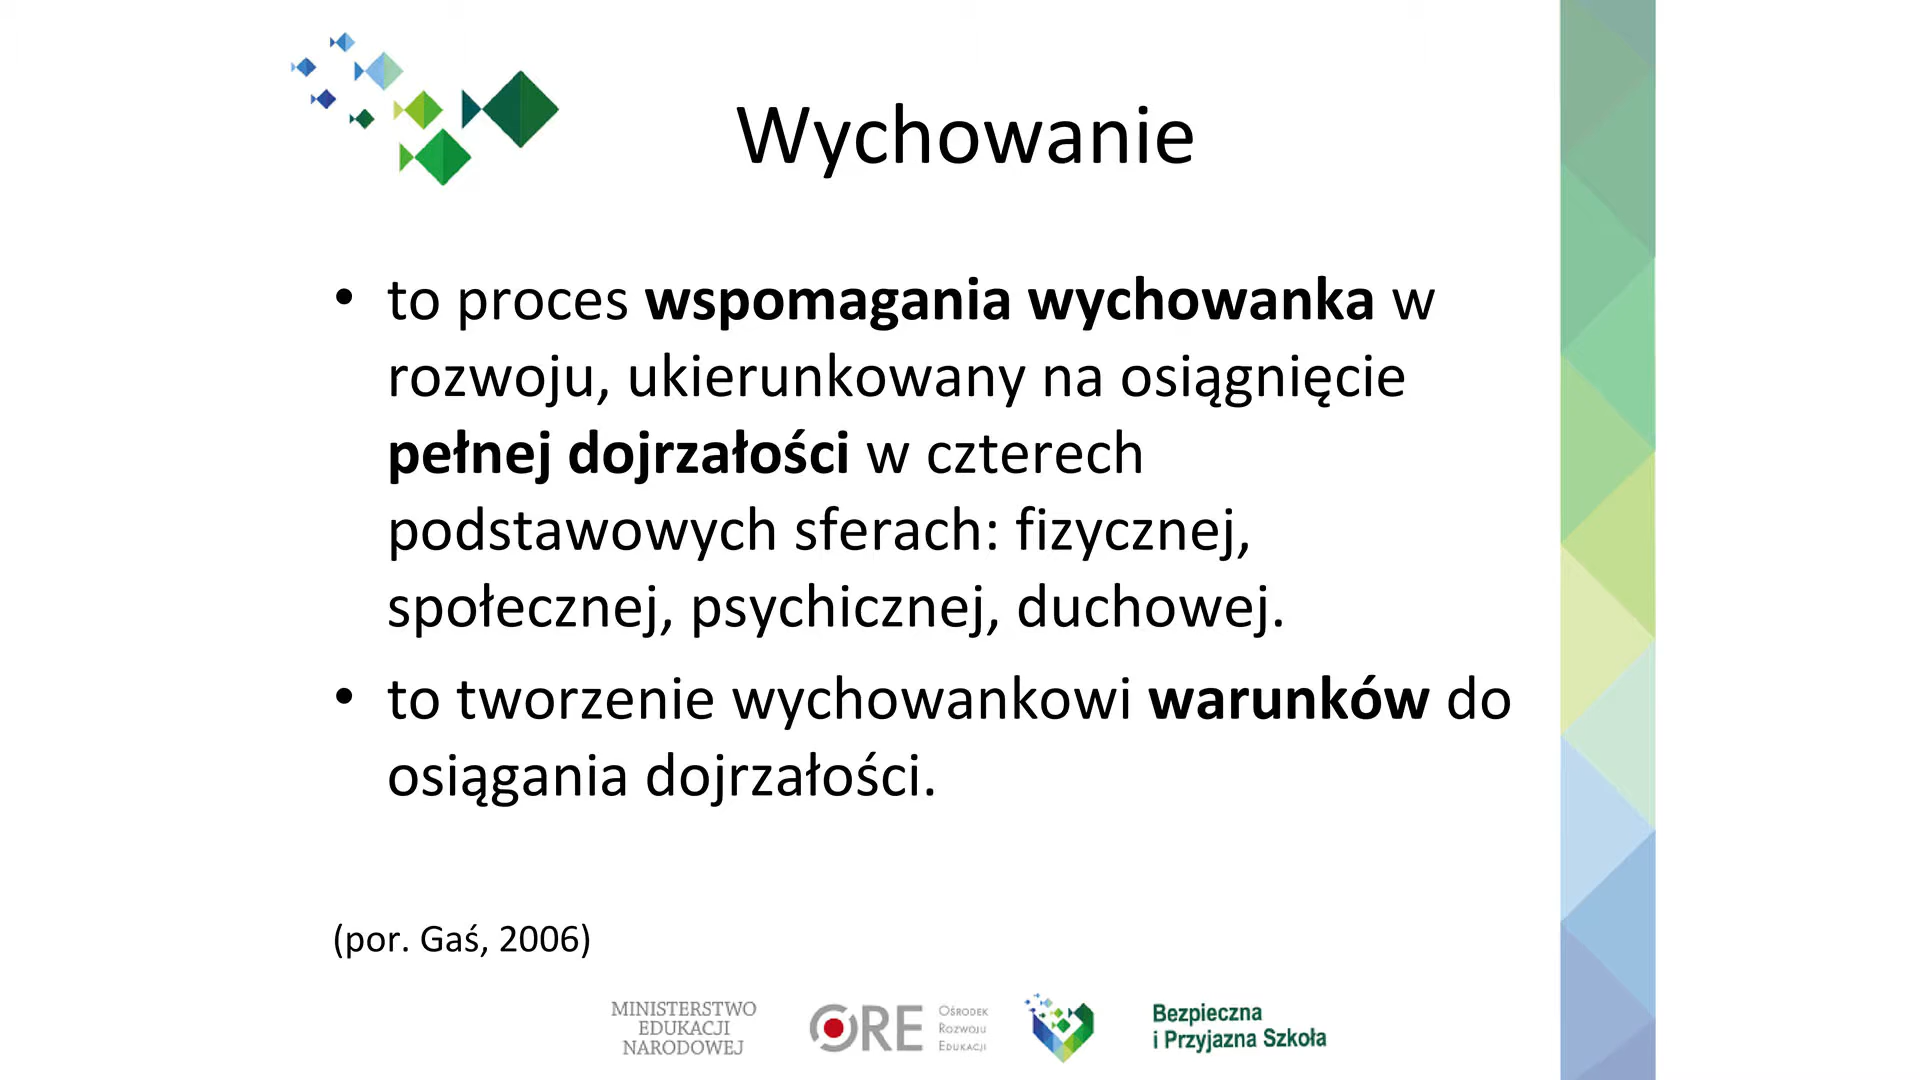 Wychowanie
• to proces wspomagania wychowanka w
rozwoju, ukierunkowany na osiągnięcie
pełnej dojrzałości w czterech
podstawowych sferach: fizycznej,
społecznej, psychicznej, duchowej.
• to tworzenie wychowankowi warunków do
osiągania dojrzałości.
(por. Gaś, 2006)
MINISTERSTWO
EDUKACJI
NARODOWEJ
ORE
Ośrodek
Rozwoju
Edukacji
Bezpieczna
i Przyjazna Szkoła